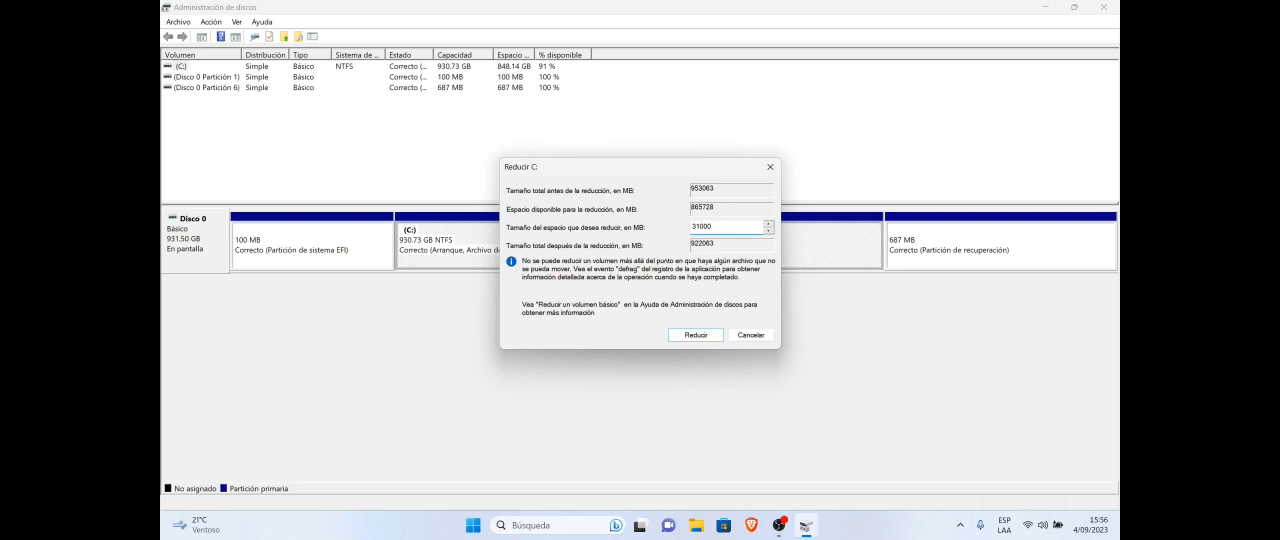 Administración de discos
Archivo Acción Ver Ayuda
Volumen Distribución Tipo Sistema de ... Estado Capacidad Espacio ... % disponible
(C:) Simple Básico NTFS Correcto (... 930.73 GB 848.14 GB 91 %
(Disco 0 Partición 1) Simple Básico Correcto (... 100 MB 100 MB 100 %
(Disco 0 Partición 6) Simple Básico Correcto (... 687 MB 687 MB 100 %
Reducir C:
Tamaño total antes de la reducción, en MB: 953063
Espacio disponible para la reducción, en MB: 865728
Tamaño del espacio que desea reducir, en MB: 31000
Tamaño total después de la reducción, en MB: 922063
No se puede reducir un volumen más allá del punto en que haya algún archivo que no
se pueda mover. Vea el evento "defrag" del registro de la aplicación para obtener
información detallada acerca de la operación cuando se haya completado.
Vea "Reducir un volumen básico" en la Ayuda de Administración de discos para
obtener más información
Reducir Cancelar
Disco 0
Básico
931.50 GB
En pantalla
100 MB
Correcto (Partición de sistema EFI)
(C:)
930.73 GB NTFS
Correcto (Arranque, Archivo d
687 MB
Correcto (Partición de recuperación)
No asignado Partición primaria
21°C
Ventoso
Búsqueda
ESP
LAA
15:56
4/09/2023